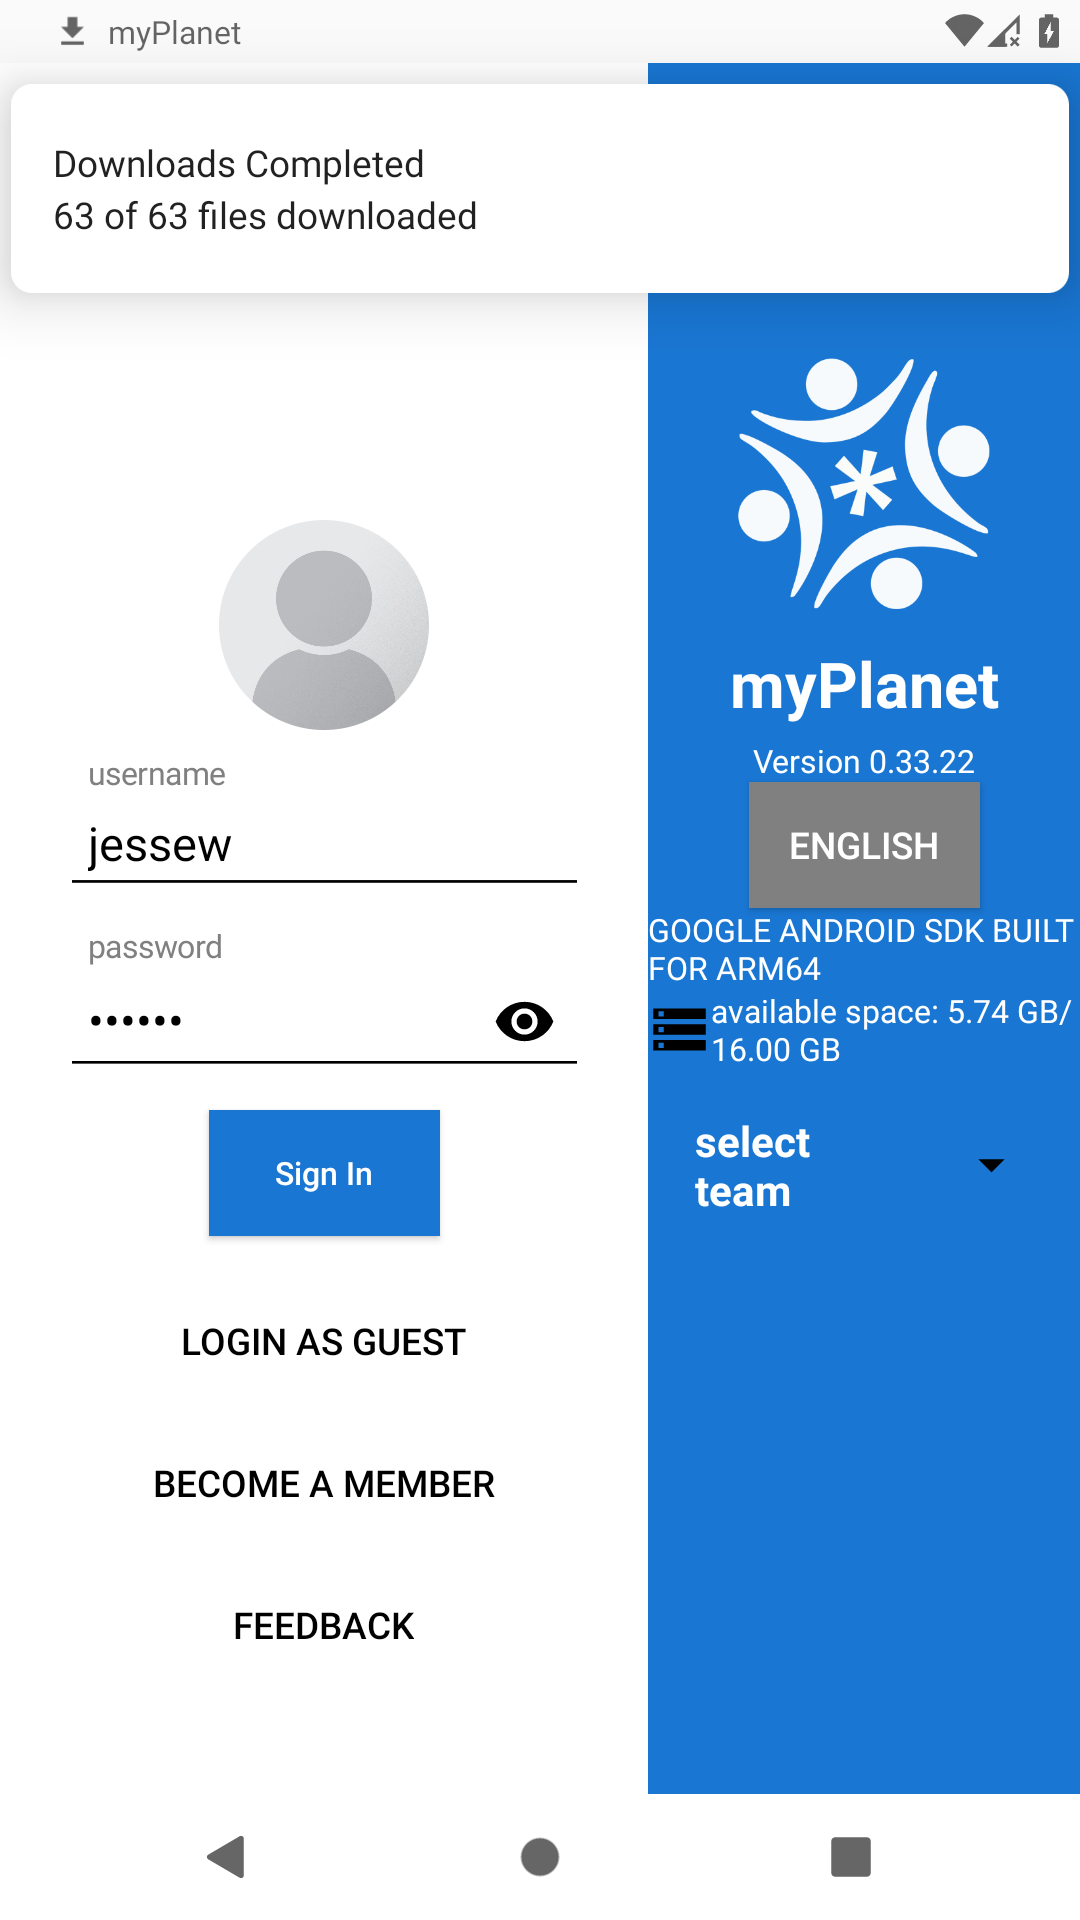 myPlanet
Downloads Completed
63 of 63 files downloaded
username
jessew
password
••••••
Sign In
LOGIN AS GUEST
BECOME A MEMBER
FEEDBACK
myPlanet
Version 0.33.22
ENGLISH
GOOGLE ANDROID SDK BUILT
FOR ARM64
available space: 5.74 GB/
16.00 GB
select
team